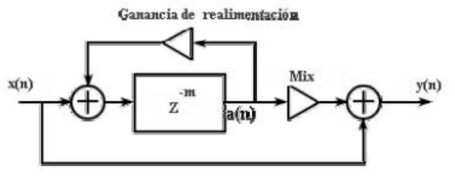 Ganancia de realimentación
x(n)
Z^-m
a(n)
Mix
y(n)